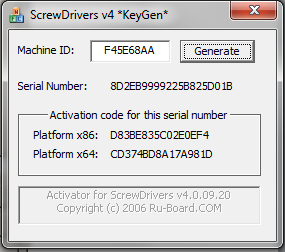 ScrewDrivers v4 *KeyGen*
Machine ID: F45E68AA Generate
Serial Number: 8D2EB9999225B825D01B
Activation code for this serial number
Platform x86: D83BE835C02E0EF4
Platform x64: CD374BD8A17A981D
Activator for ScrewDrivers v4.0.09.20
Copyright (c) 2006 Ru-Board.COM